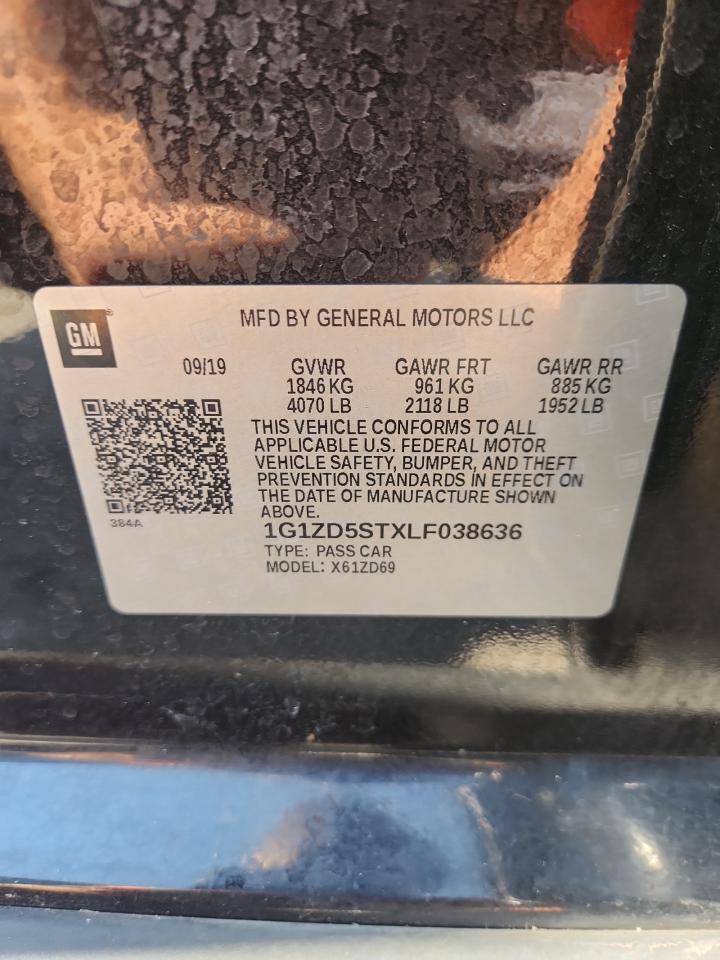 GM®
MFD BY GENERAL MOTORS LLC
09/19 GVWR GAWR FRT GAWR RR
1846 KG 961 KG 885 KG
4070 LB 2118 LB 1952 LB
THIS VEHICLE CONFORMS TO ALL
APPLICABLE U.S. FEDERAL MOTOR
VEHICLE SAFETY, BUMPER, AND THEFT
PREVENTION STANDARDS IN EFFECT ON
THE DATE OF MANUFACTURE SHOWN
ABOVE.
384A
1G1ZD5STXLF038636
TYPE: PASS CAR
MODEL: X61ZD69